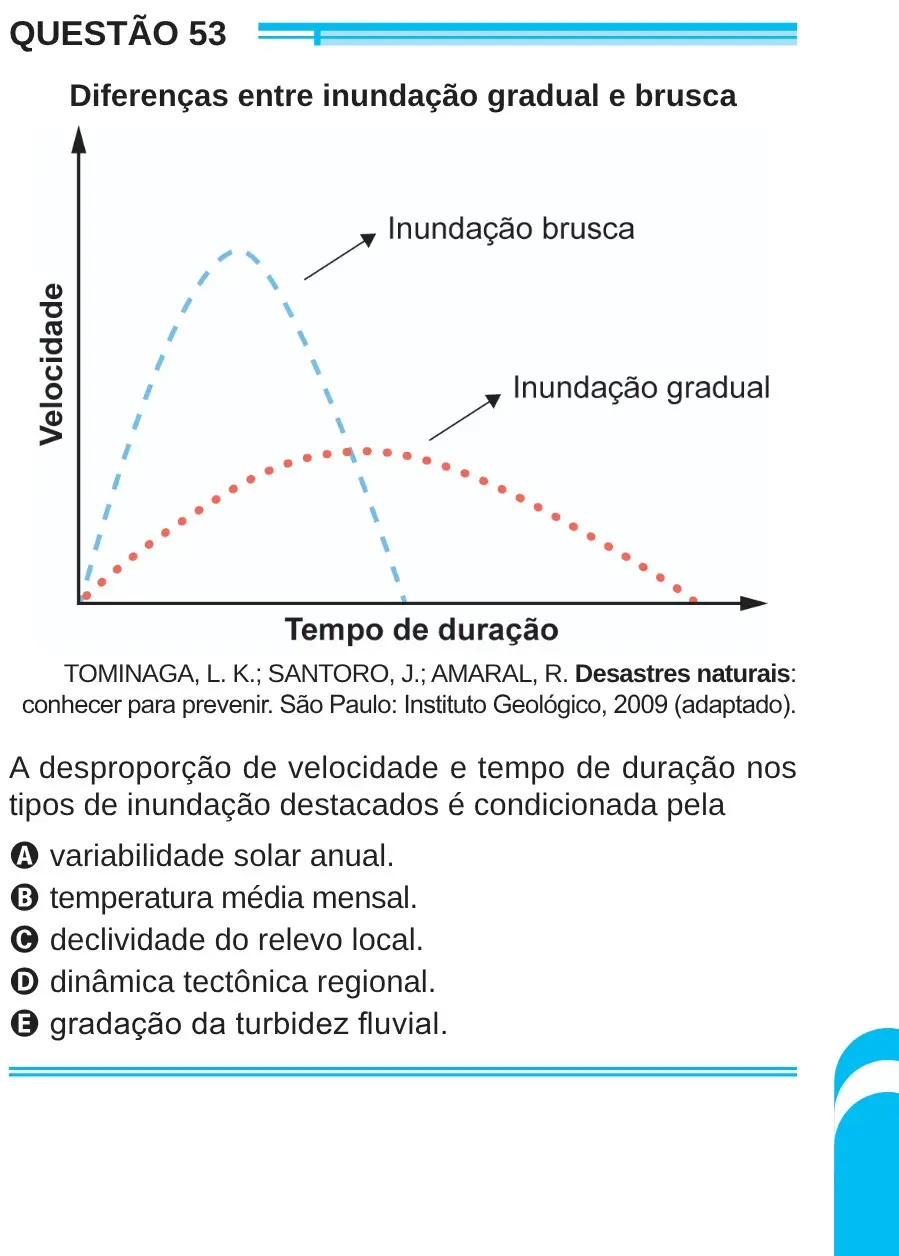 QUESTÃO 53
Diferenças entre inundação gradual e brusca
Inundação brusca
Velocidade
Inundação gradual
Tempo de duração
TOMINAGA, L. K.; SANTORO, J.; AMARAL, R. Desastres naturais:
conhecer para prevenir. São Paulo: Instituto Geológico, 2009 (adaptado).
A desproporção de velocidade e tempo de duração nos
tipos de inundação destacados é condicionada pela
A variabilidade solar anual.
B temperatura média mensal.
C declividade do relevo local.
D dinâmica tectônica regional.
E gradação da turbidez fluvial.